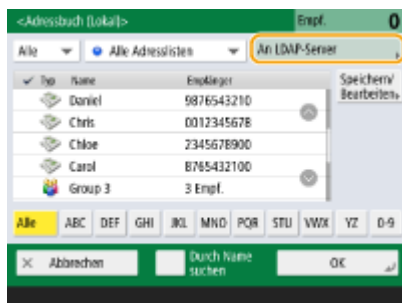 <Adressbuch (Lokal)> Empf. 0
Alle Alle Adresslisten An LDAP-Server
Typ Name Empfänger Speichern/
Bearbeiten
Daniel 9876543210
Chris 0012345678
Chloe 2345678900
Carol 8765432100
Group 3 3 Empf.
Alle ABC DEF GHI JKL MNO PQR STU VWX YZ 0-9
Abbrechen Durch Name
suchen OK